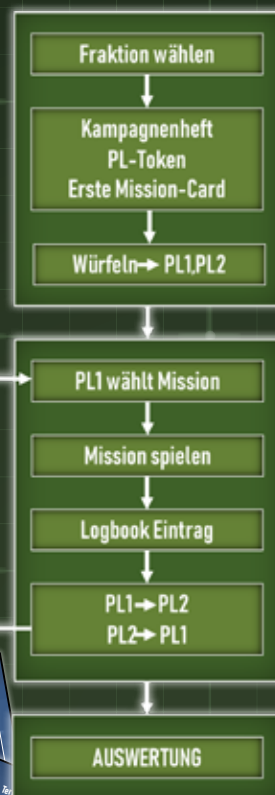 Fraktion wählen
Kampagnenheft
PL-Token
Erste Mission-Card
Würfeln→ PL1,PL2
PL1 wählt Mission
Mission spielen
Logbook Eintrag
PL1→PL2
PL2→PL1
AUSWERTUNG